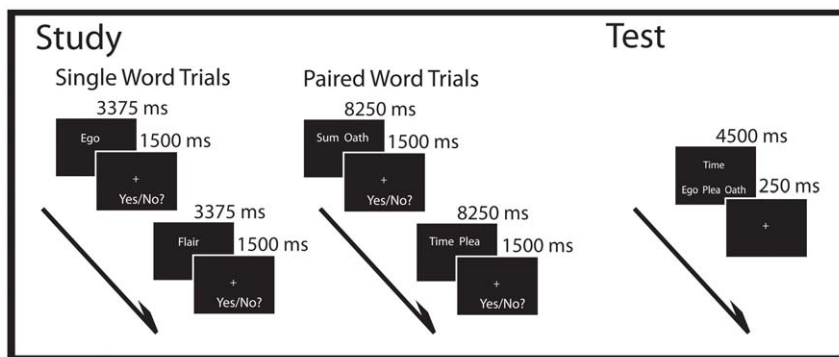 Study
Test
Single Word Trials
Paired Word Trials
3375 ms
Ego
1500 ms
+
Yes/No?
3375 ms
Flair
1500 ms
+
Yes/No?
8250 ms
Sum Oath
1500 ms
+
Yes/No?
8250 ms
Time Plea
1500 ms
+
Yes/No?
4500 ms
Time
Ego Plea Oath
250 ms
+